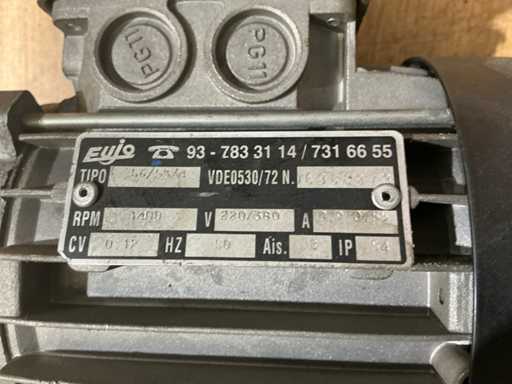 PG11 PG11
Eujo ☎ 93 - 783 31 14 / 731 66 55
TIPO VDE0530/72 N.
RPM 1400 V 220/380 A
CV 0.12 HZ 50 Ais. IP 54